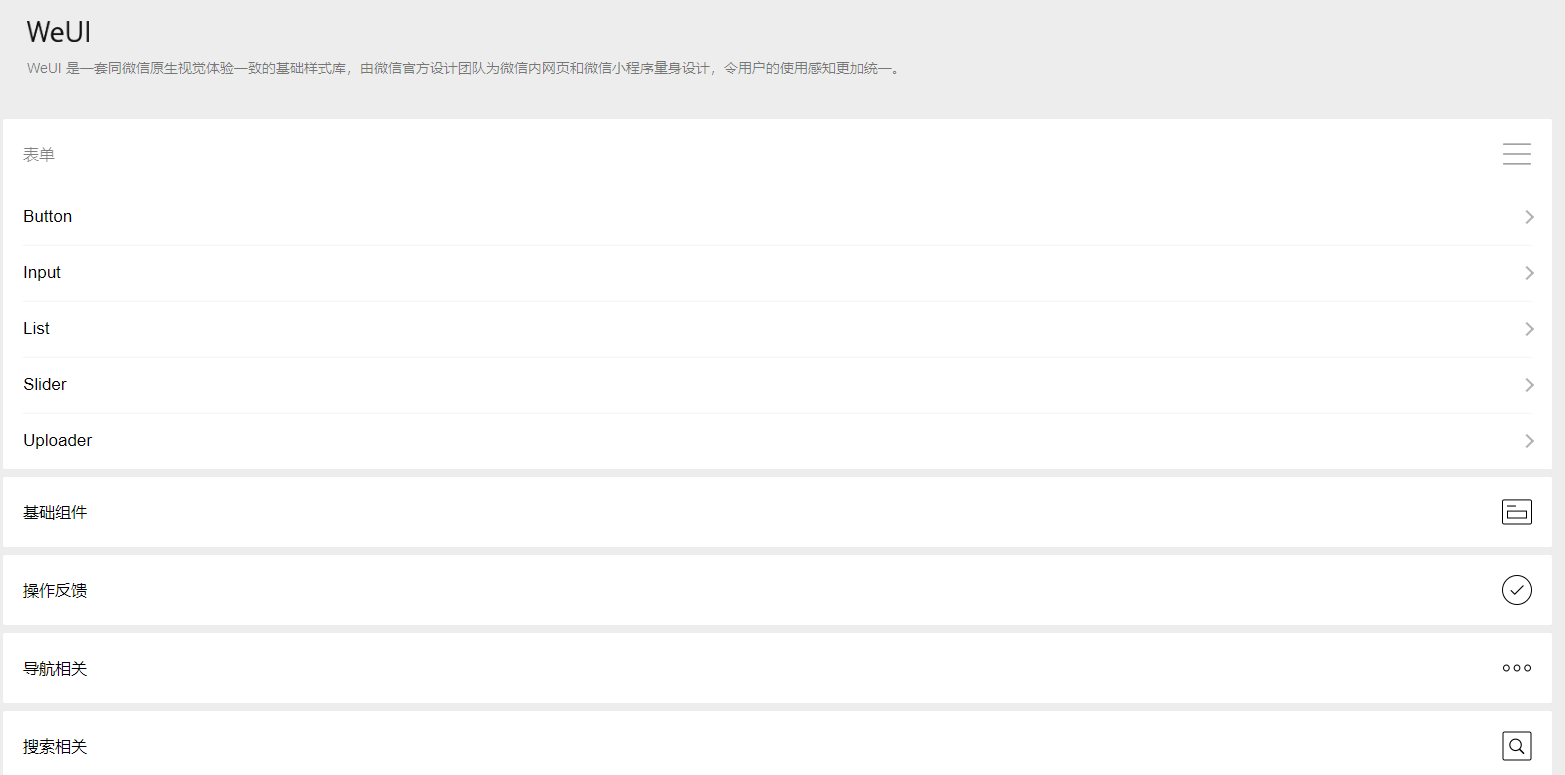 WeUI
WeUI 是一套同微信原生视觉体验一致的基础样式库，由微信官方设计团队为微信内网页和微信小程序量身设计，令用户的使用感知更加统一。
表单
Button
Input
List
Slider
Uploader
基础组件
操作反馈
导航相关
搜索相关